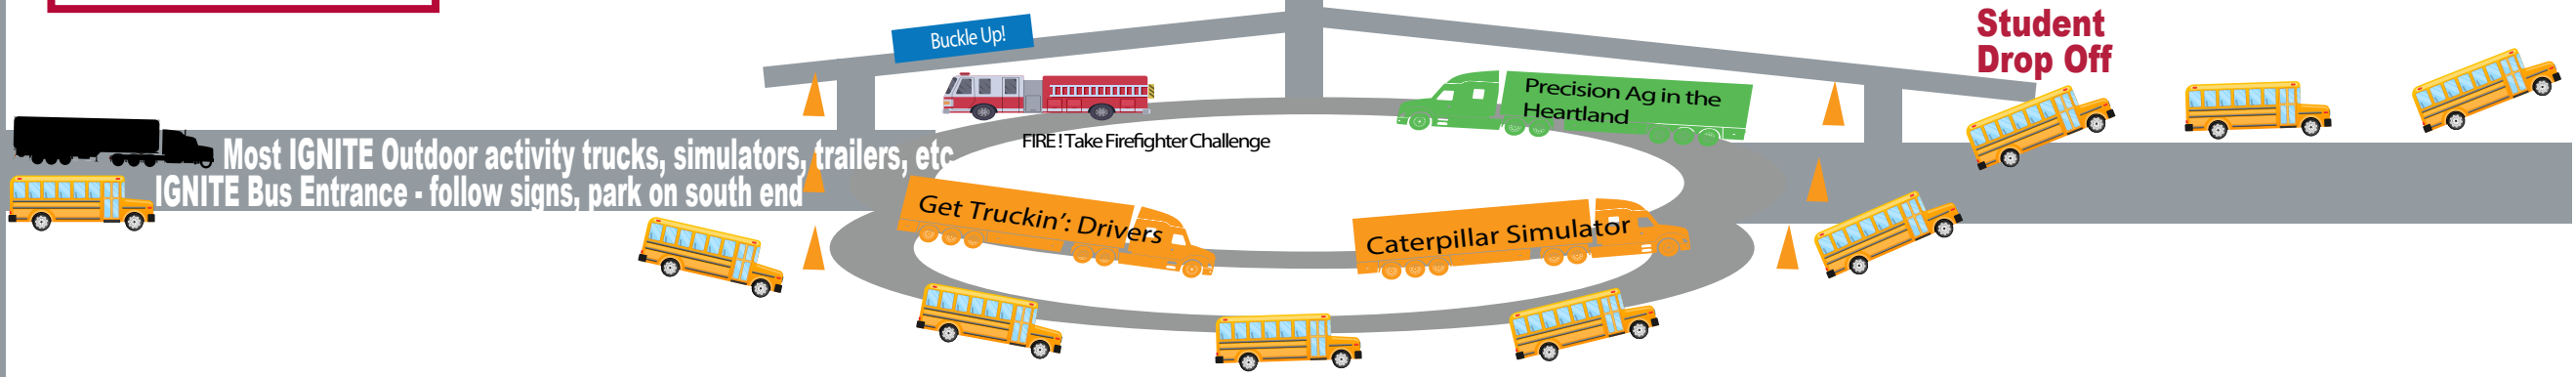 Buckle Up!
Student
Drop Off
Precision Ag in the
Heartland
FIRE ! Take Firefighter Challenge
Most IGNITE Outdoor activity trucks, simulators, trailers, etc
IGNITE Bus Entrance - follow signs, park on south end
Get Truckin’: Drivers
Caterpillar Simulator